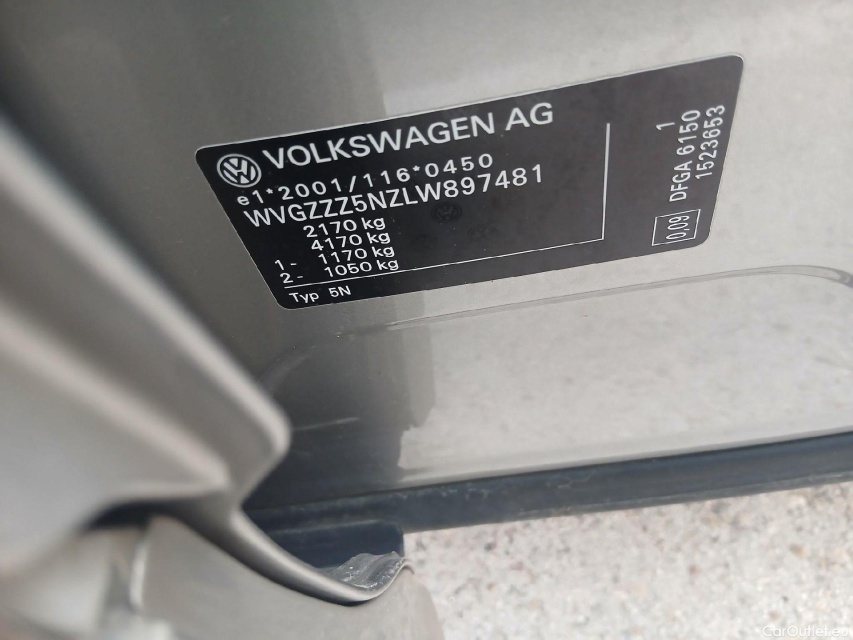 VOLKSWAGEN AG
e1*2001/116*0450
WVGZZZ5NZLW897481
2170 kg
4170 kg
1 - 1170 kg
2 - 1050 kg
Typ 5N
1
DFGA 6150
1523653
0,09
CarOutlet.eu